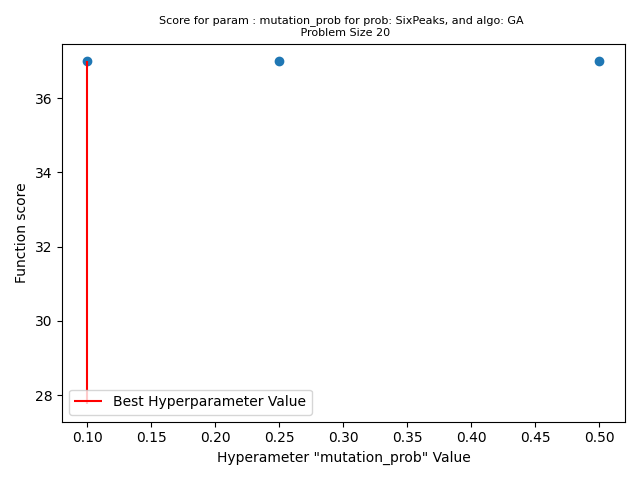 Score for param : mutation_prob for prob: SixPeaks, and algo: GA
Problem Size 20
Function score
36
34
32
30
28
Best Hyperparameter Value
0.10 0.15 0.20 0.25 0.30 0.35 0.40 0.45 0.50
Hyperameter "mutation_prob" Value